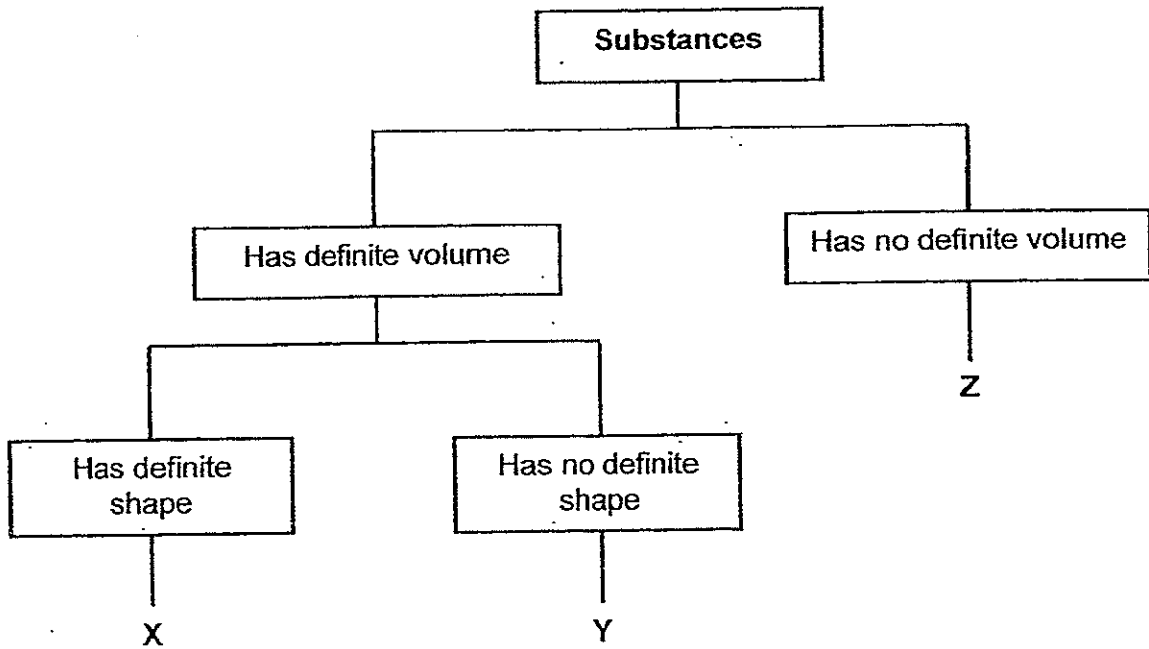 Substances
Has definite volume
Has no definite volume
Z
Has definite
shape
Has no definite
shape
X
Y